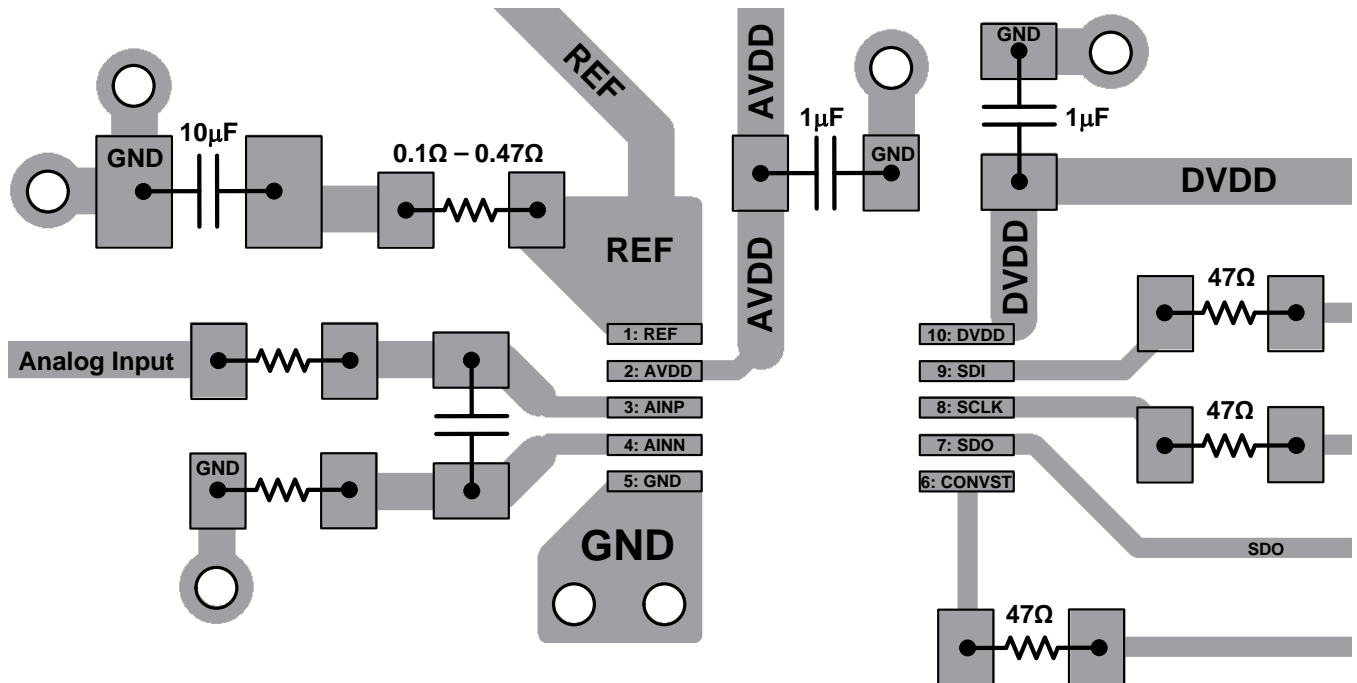 REF
AVDD
GND
10μF
GND
0.1Ω – 0.47Ω
1μF
GND
1μF
DVDD
REF
AVDD
DVDD
47Ω
1: REF
10: DVDD
Analog Input
2: AVDD
9: SDI
3: AINP
8: SCLK
47Ω
4: AINN
7: SDO
GND
5: GND
6: CONVST
GND
SDO
47Ω